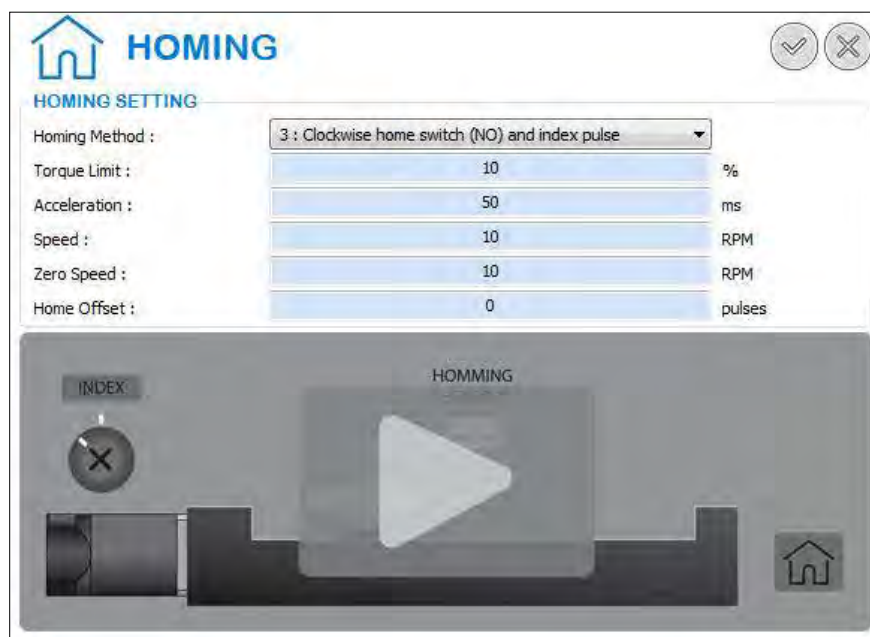 HOMING
HOMING SETTING
Homing Method : 3 : Clockwise home switch (NO) and index pulse
Torque Limit : 10 %
Acceleration : 50 ms
Speed : 10 RPM
Zero Speed : 10 RPM
Home Offset : 0 pulses
HOMMING
INDEX